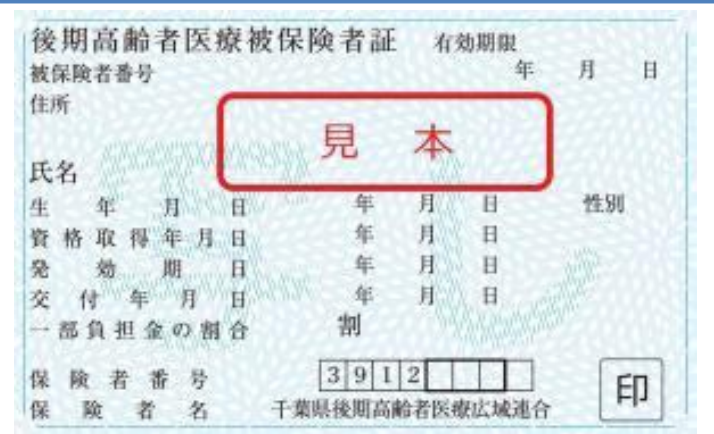 後期高齢者医療被保険者証 有効期限
被保険者番号 年 月 日
住所
見本
氏名
生年月日 年 月 日 性別
資格取得年月日 年 月 日
発効期日 年 月 日
交付年月日 年 月 日
一部負担金の割合 割
保険者番号 3912
保険者名 千葉県後期高齢者医療広域連合
印